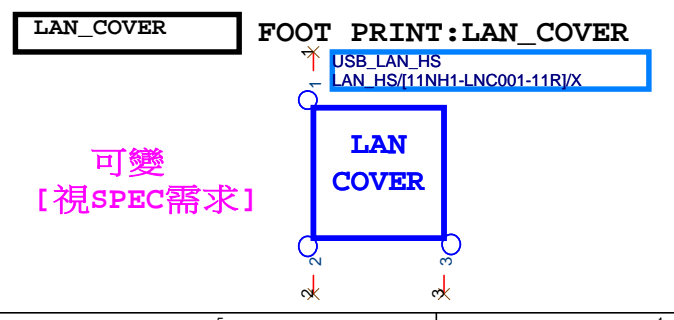 LAN_COVER
FOOT PRINT:LAN_COVER
1
USB_LAN_HS
LAN_HS/[11NH1-LNC001-11R]/X
1
LAN
COVER
可變
[視SPEC需求]
2
3
2
3